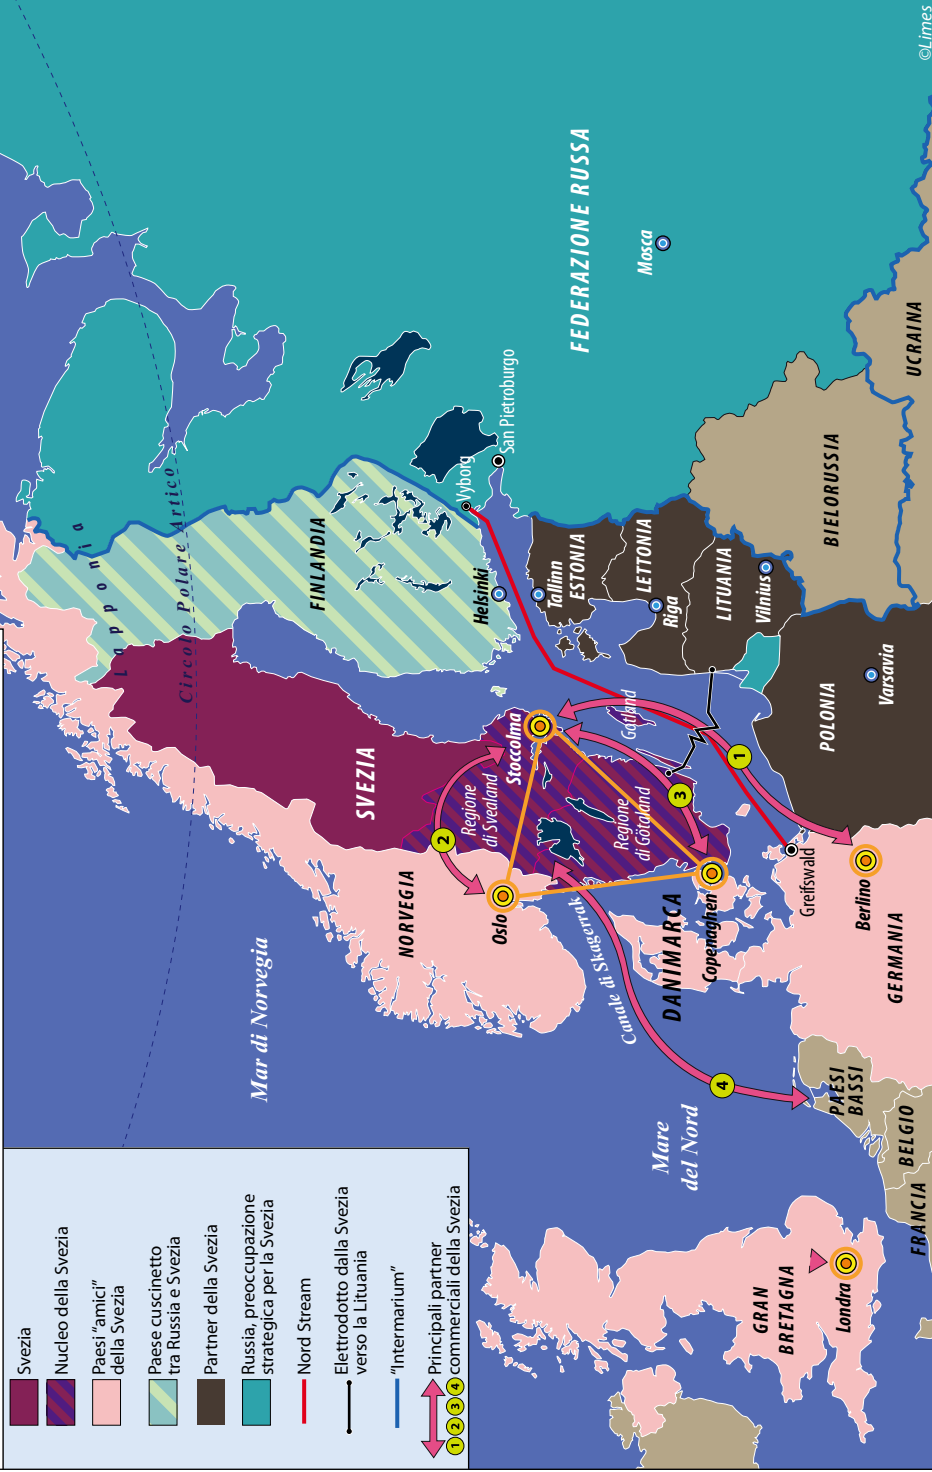 Svezia
Nucleo della Svezia
Paesi “amici”
della Svezia
Paese cuscinetto
tra Russia e Svezia
Partner della Svezia
Russia, preoccupazione
strategica per la Svezia
Nord Stream
Elettrodotto dalla Svezia
verso la Lituania
“Intermarium”
Principali partner
commerciali della Svezia
1 2 3 4
Mar di Norvegia
Circolo Polare Artico
Lapponia
SVEZIA
FINLANDIA
NORVEGIA
2
Regione
di Svealand
Stoccolma
Oslo
Helsinki
Vyborg
San Pietroburgo
FEDERAZIONE RUSSA
Mosca
Tallinn
ESTONIA
LETTONIA
Riga
LITUANIA
Vilnius
Gotland
Regione
di Götaland
3
1
Canale di Skagerrak
DANIMARCA
Copenaghen
4
Mare
del Nord
Greifswald
Berlino
GERMANIA
POLONIA
Varsavia
BIELORUSSIA
UCRAINA
PAESI
BASSI
BELGIO
FRANCIA
GRAN
BRETAGNA
Londra
©Limes